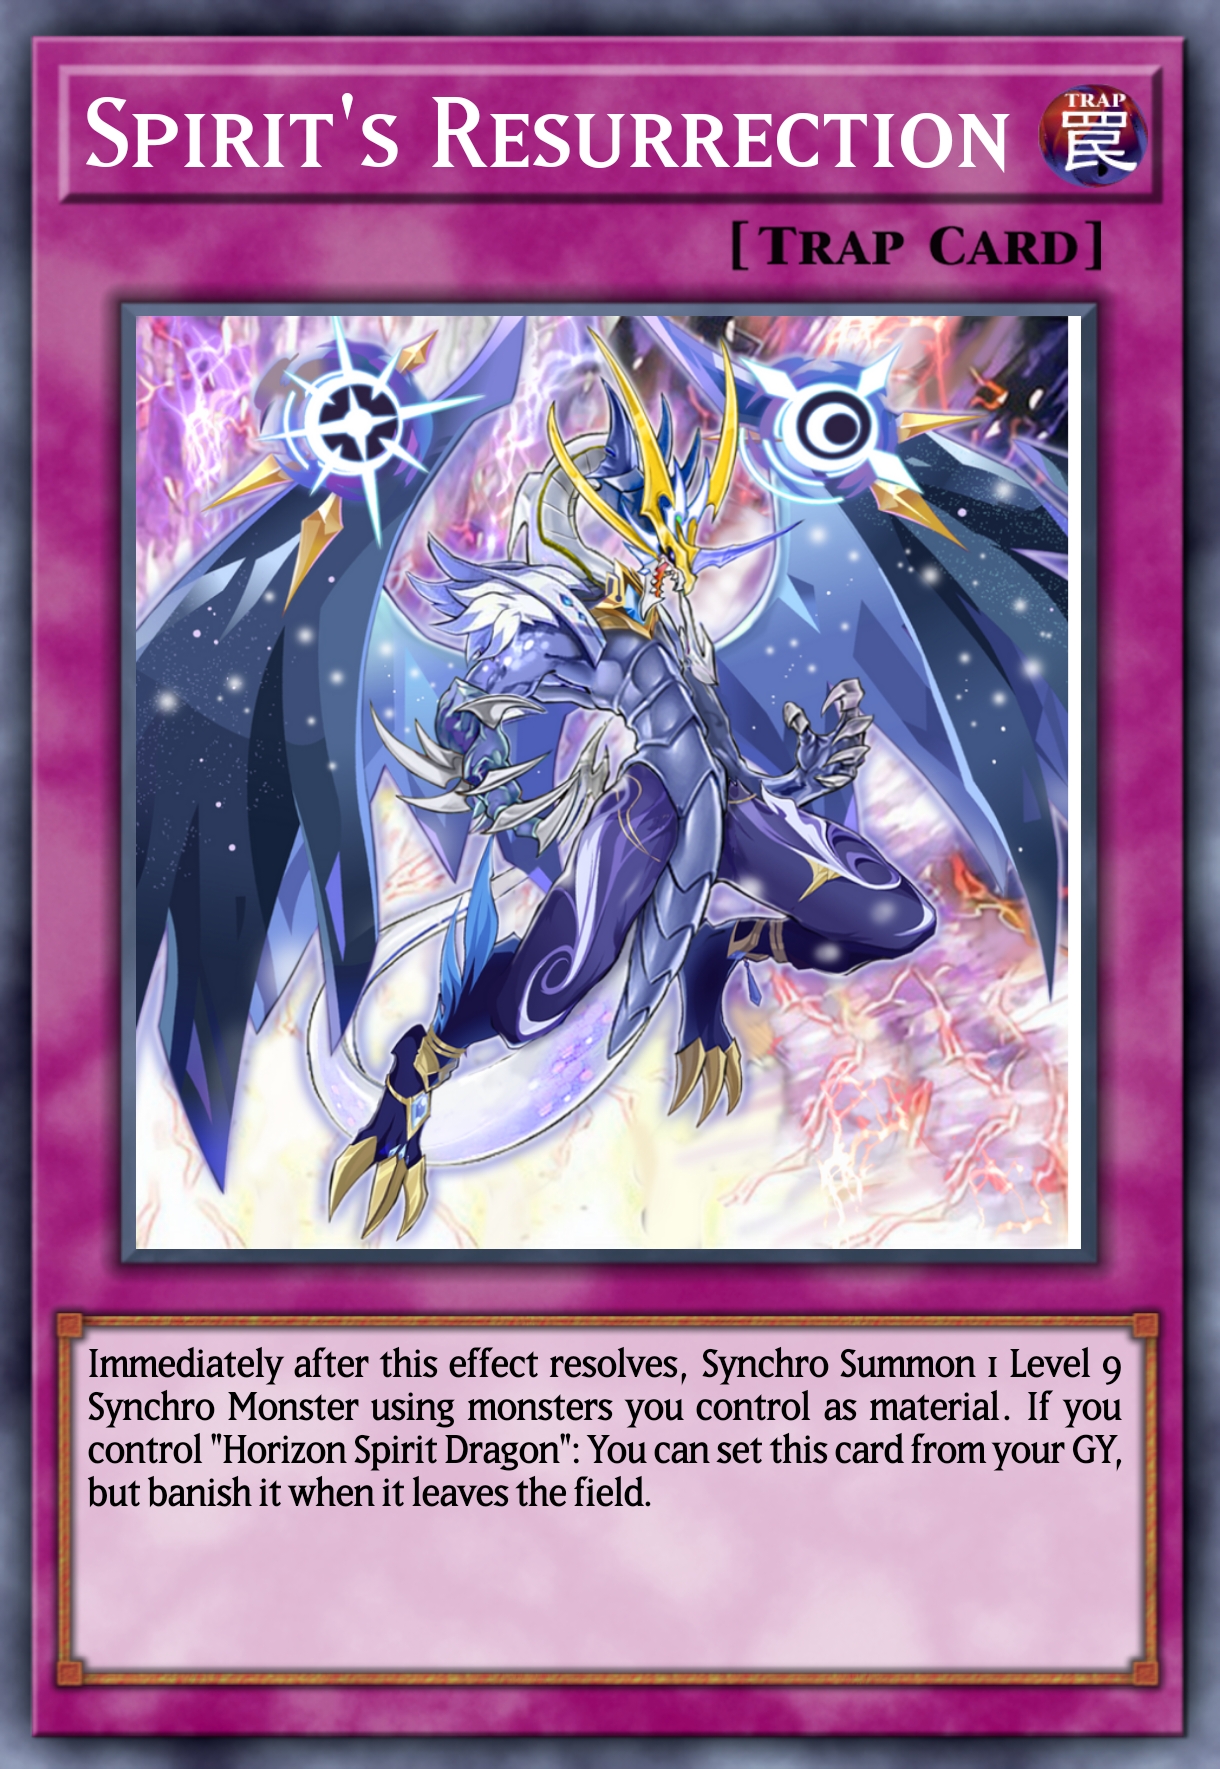 Spirit's Resurrection
TRAP
罠
[Trap Card]
Immediately after this effect resolves, Synchro Summon 1 Level 9
Synchro Monster using monsters you control as material. If you
control "Horizon Spirit Dragon": You can set this card from your GY,
but banish it when it leaves the field.